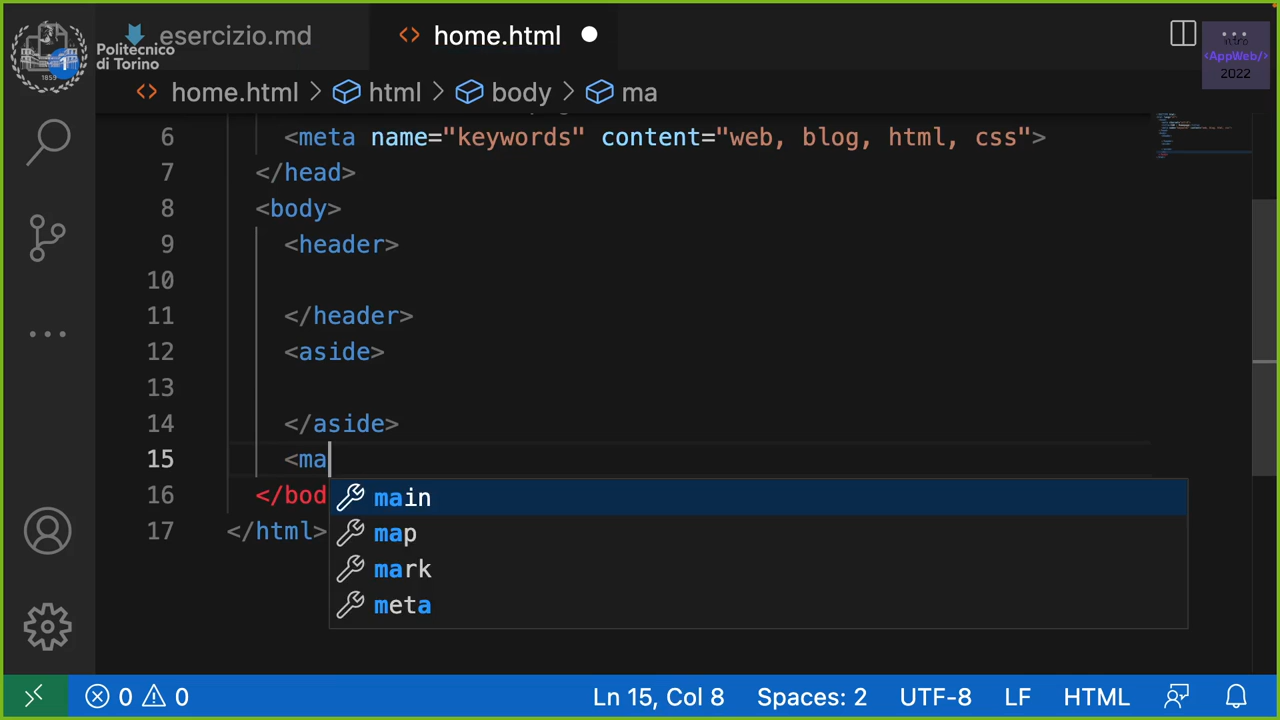 esercizio.md
home.html
Politecnico
di Torino
1859
1
intro
<AppWeb/>
2022
home.html > html > body > ma
6 <meta name="keywords" content="web, blog, html, css">
7 </head>
8 <body>
9 <header>
10
11 </header>
12 <aside>
13
14 </aside>
15 <ma
16 </bod
17 </html>
main
map
mark
meta
0 0 Ln 15, Col 8 Spaces: 2 UTF-8 LF HTML